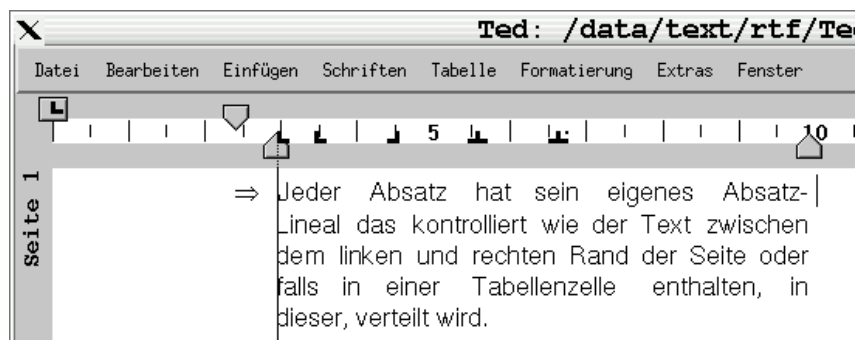 X Ted: /data/text/rtf/Ted
Datei Bearbeiten Einfügen Schriften Tabelle Formatierung Extras Fenster
5 10
Seite 1
⇒ Jeder Absatz hat sein eigenes Absatz-
Lineal das kontrolliert wie der Text zwischen
dem linken und rechten Rand der Seite oder
falls in einer Tabellenzelle enthalten, in
dieser, verteilt wird.